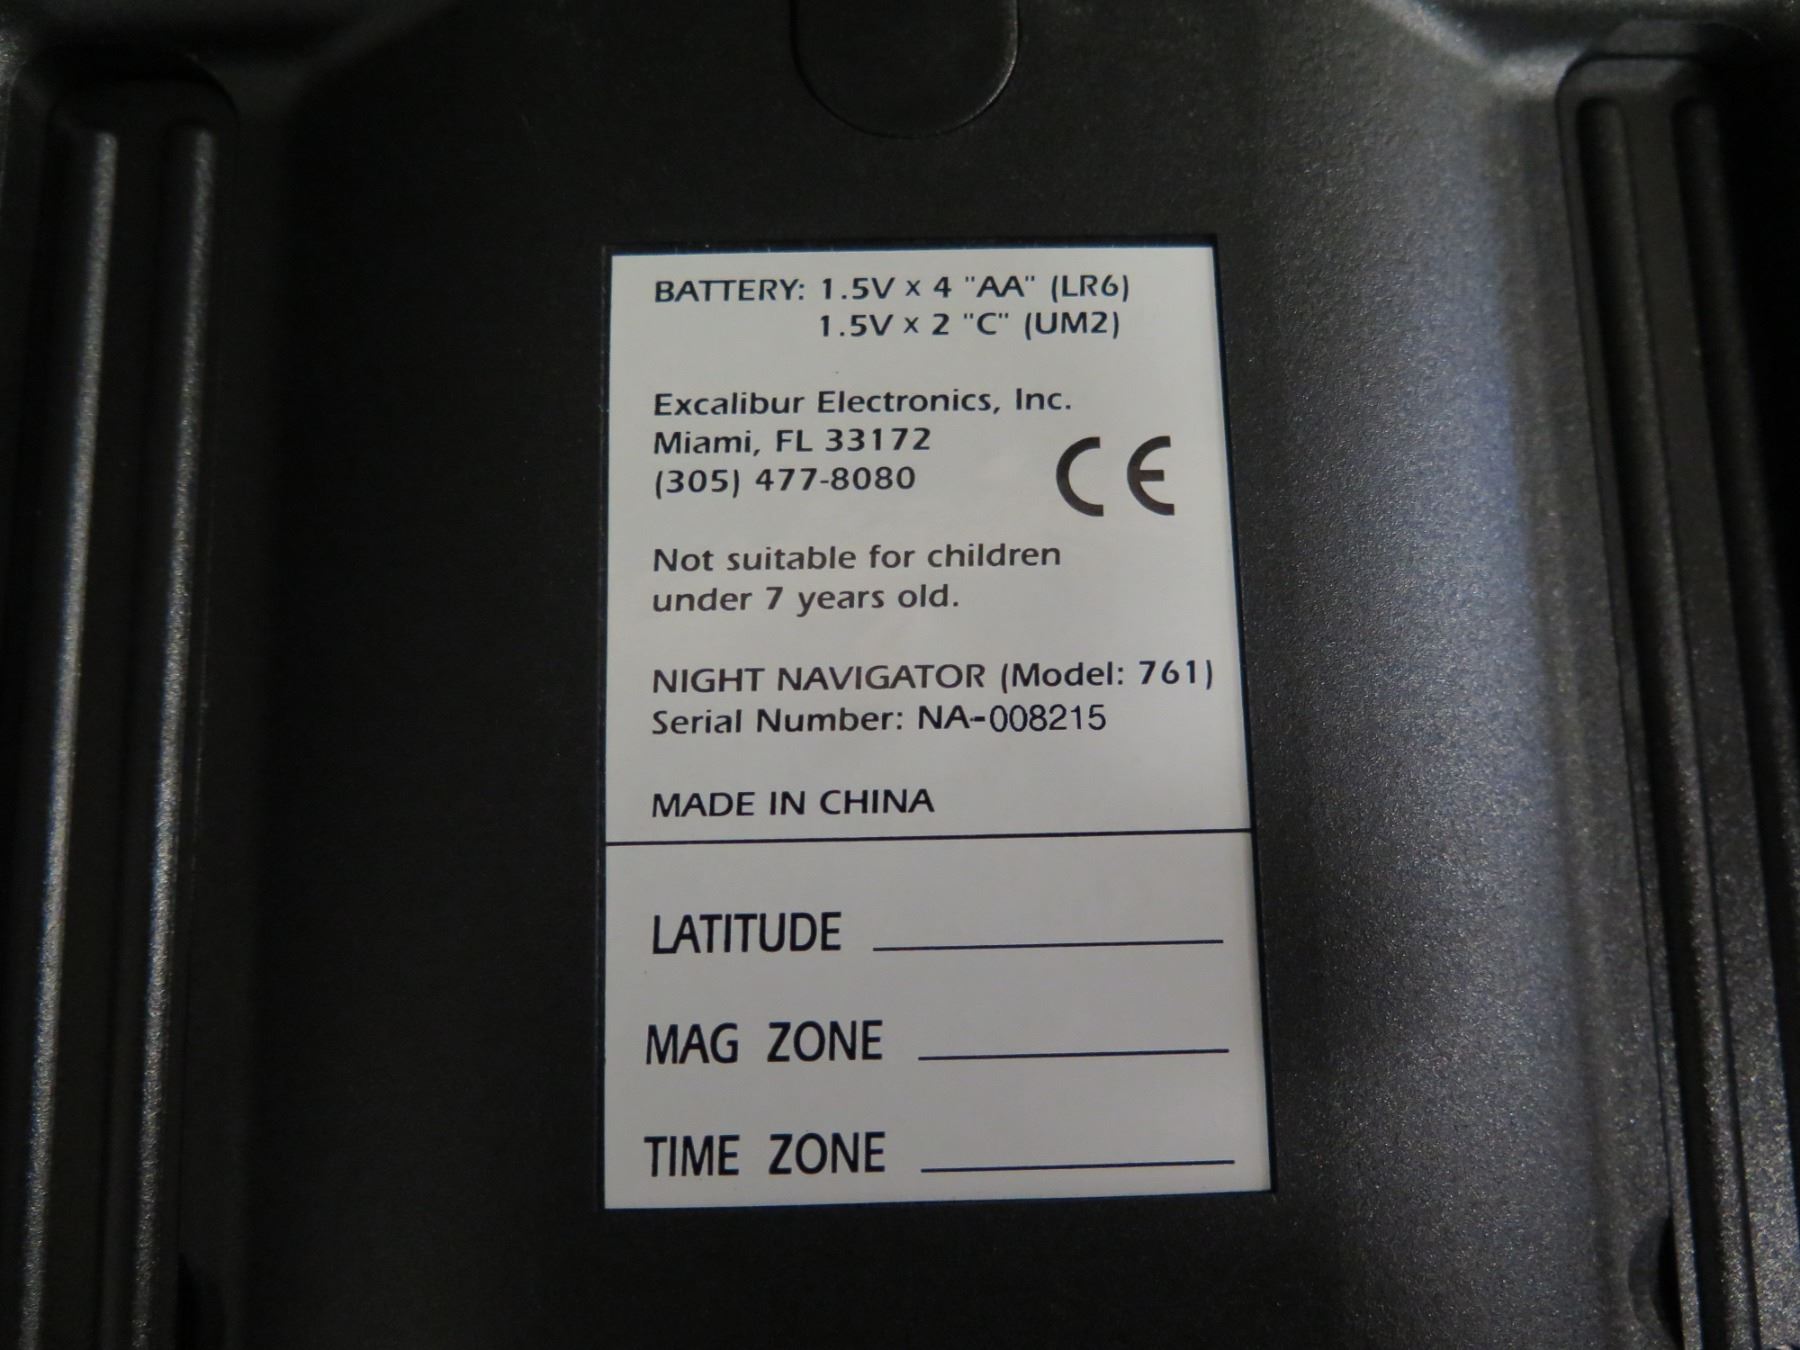 BATTERY: 1.5V x 4 "AA" (LR6)
1.5V x 2 "C" (UM2)
Excalibur Electronics, Inc.
Miami, FL 33172
(305) 477-8080
CE
Not suitable for children
under 7 years old.
NIGHT NAVIGATOR (Model: 761)
Serial Number: NA-008215
MADE IN CHINA
LATITUDE
MAG ZONE
TIME ZONE